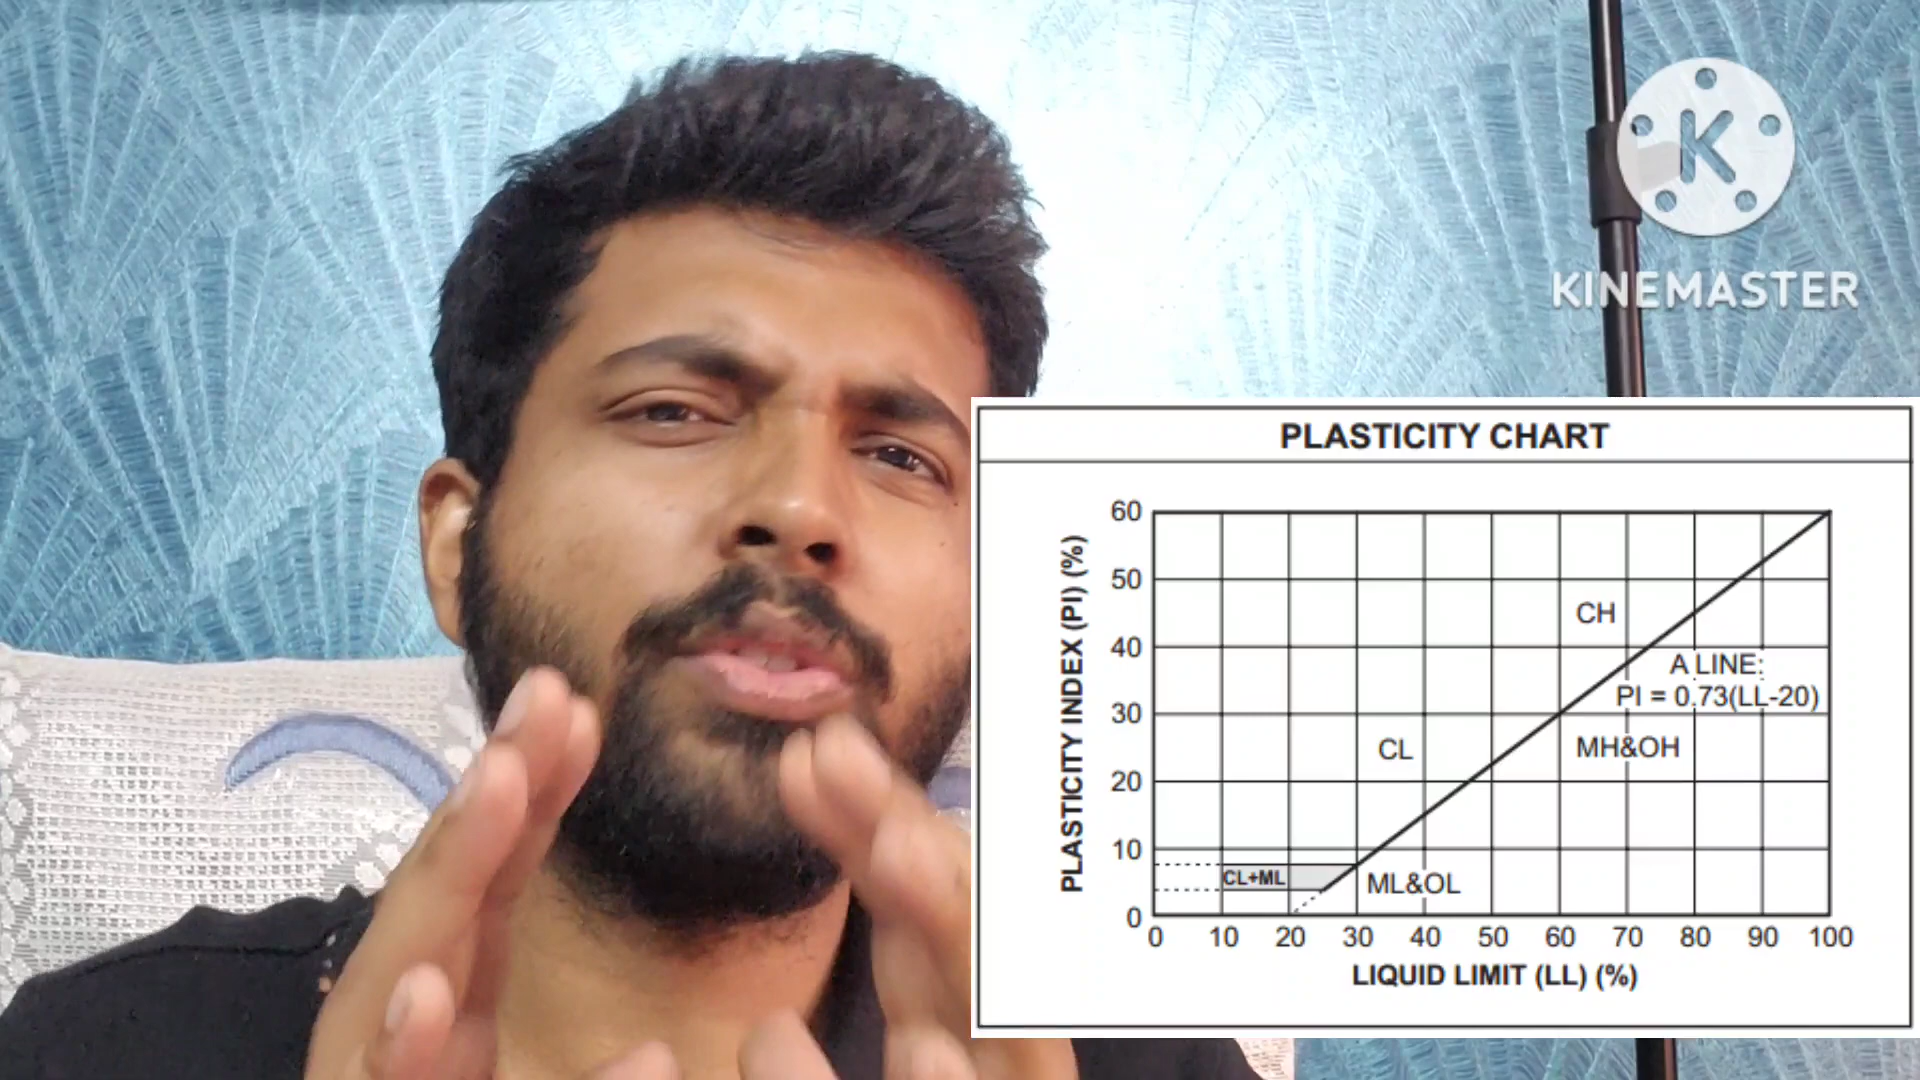 K
KINEMASTER
PLASTICITY CHART
PLASTICITY INDEX (PI) (%)
60
50
40
30
20
10
0
CH
A LINE:
PI = 0.73(LL-20)
CL
MH&OH
CL+ML
ML&OL
0 10 20 30 40 50 60 70 80 90 100
LIQUID LIMIT (LL) (%)